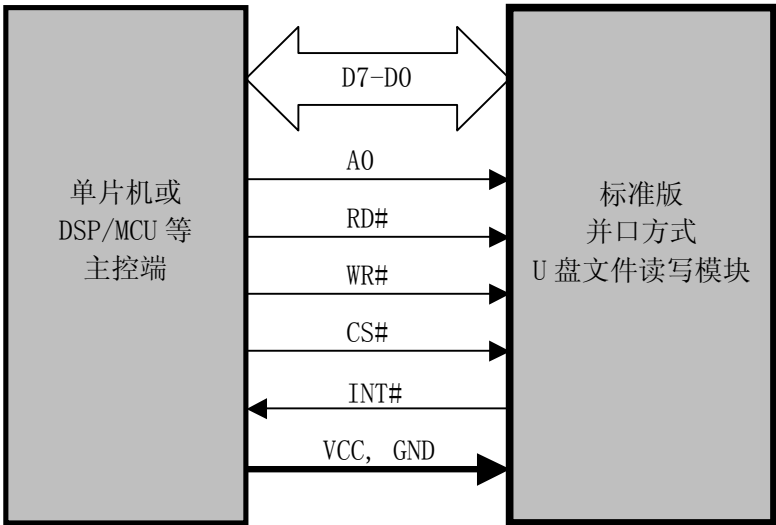 单片机或
DSP/MCU 等
主控端
D7-D0
A0
RD#
WR#
CS#
INT#
VCC, GND
标准版
并口方式
U 盘文件读写模块